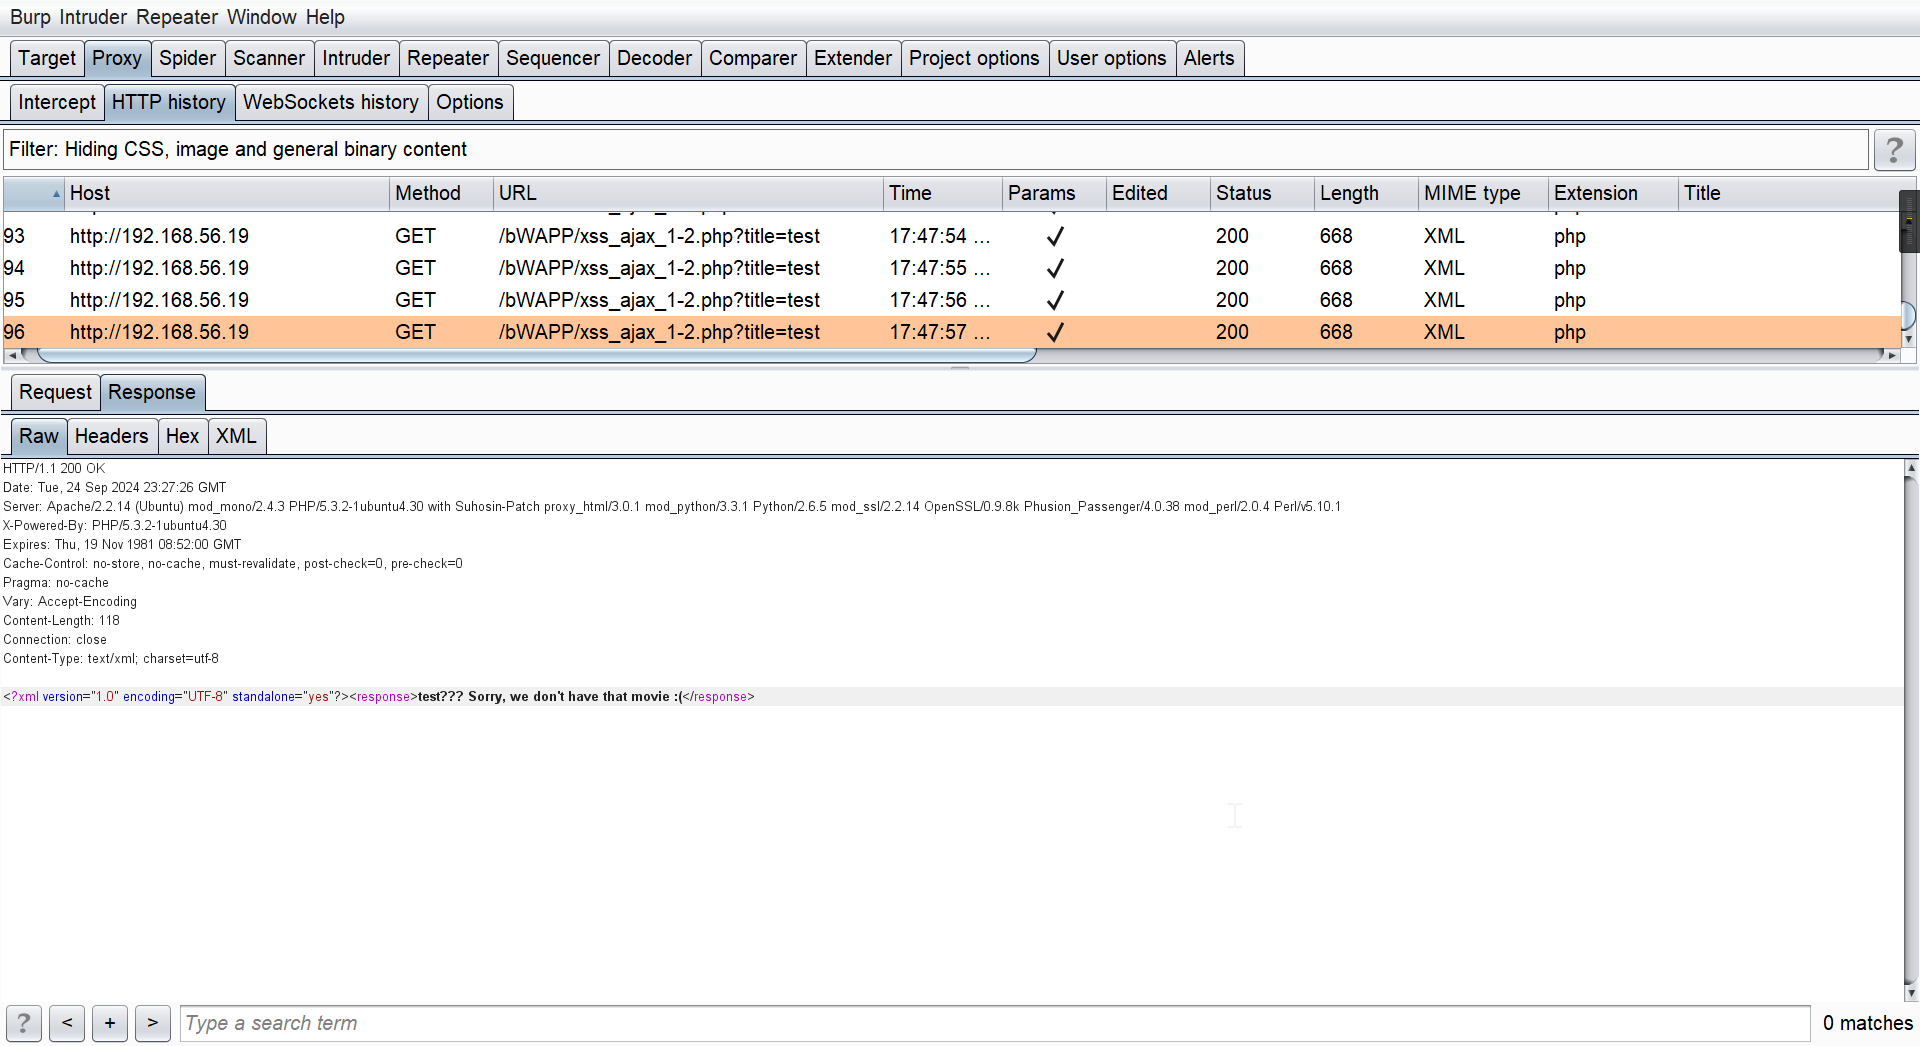 Burp Intruder Repeater Window Help
Target Proxy Spider Scanner Intruder Repeater Sequencer Decoder Comparer Extender Project options User options Alerts
Intercept HTTP history WebSockets history Options
Filter: Hiding CSS, image and general binary content ?
Host Method URL Time Params Edited Status Length MIME type Extension Title
93 http://192.168.56.19 GET /bWAPP/xss_ajax_1-2.php?title=test 17:47:54 ... ✓ 200 668 XML php
94 http://192.168.56.19 GET /bWAPP/xss_ajax_1-2.php?title=test 17:47:55 ... ✓ 200 668 XML php
95 http://192.168.56.19 GET /bWAPP/xss_ajax_1-2.php?title=test 17:47:56 ... ✓ 200 668 XML php
96 http://192.168.56.19 GET /bWAPP/xss_ajax_1-2.php?title=test 17:47:57 ... ✓ 200 668 XML php
Request Response
Raw Headers Hex XML
HTTP/1.1 200 OK
Date: Tue, 24 Sep 2024 23:27:26 GMT
Server: Apache/2.2.14 (Ubuntu) mod_mono/2.4.3 PHP/5.3.2-1ubuntu4.30 with Suhosin-Patch proxy_html/3.0.1 mod_python/3.3.1 Python/2.6.5 mod_ssl/2.2.14 OpenSSL/0.9.8k Phusion_Passenger/4.0.38 mod_perl/2.0.4 Perl/v5.10.1
X-Powered-By: PHP/5.3.2-1ubuntu4.30
Expires: Thu, 19 Nov 1981 08:52:00 GMT
Cache-Control: no-store, no-cache, must-revalidate, post-check=0, pre-check=0
Pragma: no-cache
Vary: Accept-Encoding
Content-Length: 118
Connection: close
Content-Type: text/xml; charset=utf-8
<?xml version="1.0" encoding="UTF-8" standalone="yes"?><response>test??? Sorry, we don't have that movie :(</response>
? < + > Type a search term 0 matches